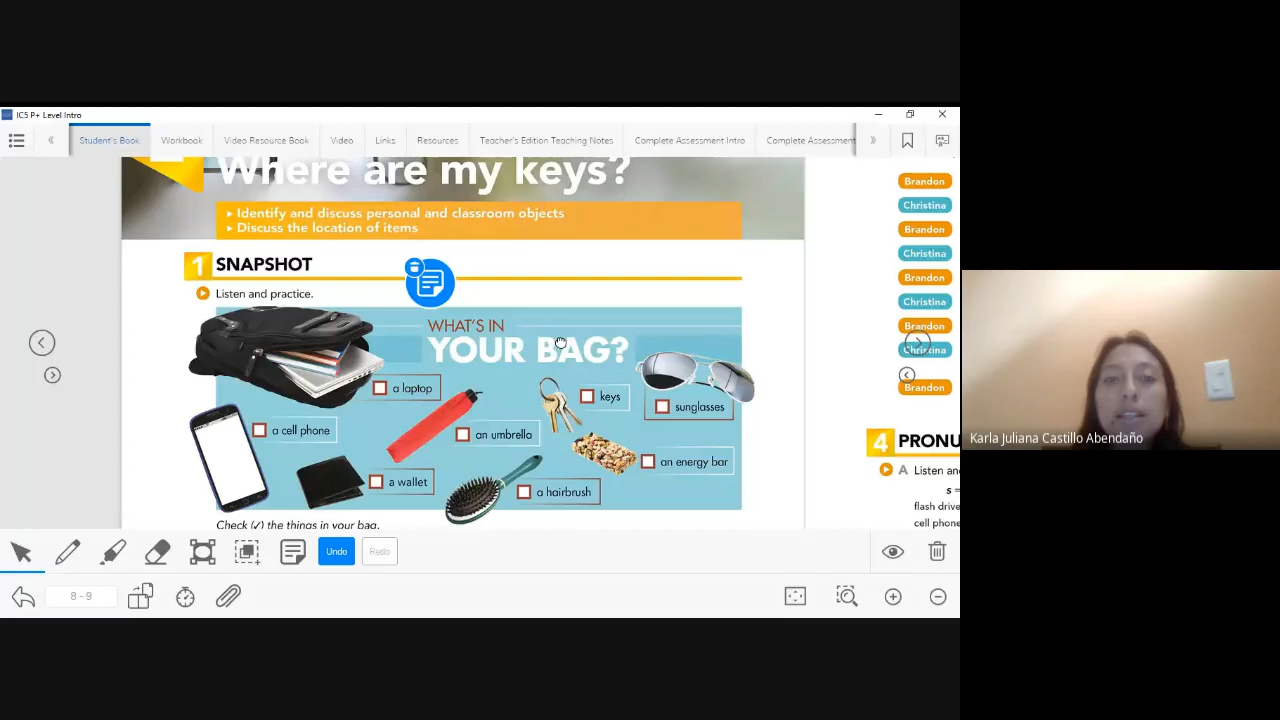 IC5 P+ Level Intro
Student's Book
Workbook
Video Resource Book
Video
Links
Resources
Teacher's Edition Teaching Notes
Complete Assessment Intro
Complete Assessment
Where are my keys?
▸ Identify and discuss personal and classroom objects
▸ Discuss the location of items
1 SNAPSHOT
Listen and practice.
WHAT'S IN
YOUR BAG?
a laptop
keys
sunglasses
a cell phone
an umbrella
an energy bar
a wallet
a hairbrush
Check (✓) the things in your bag.
Brandon
Christina
Brandon
Christina
Brandon
Christina
Brandon
Christina
Brandon
4 PRONU
A Listen an
s =
flash drive
cell phone
Undo
Redo
8 - 9
Karla Juliana Castillo Abendaño